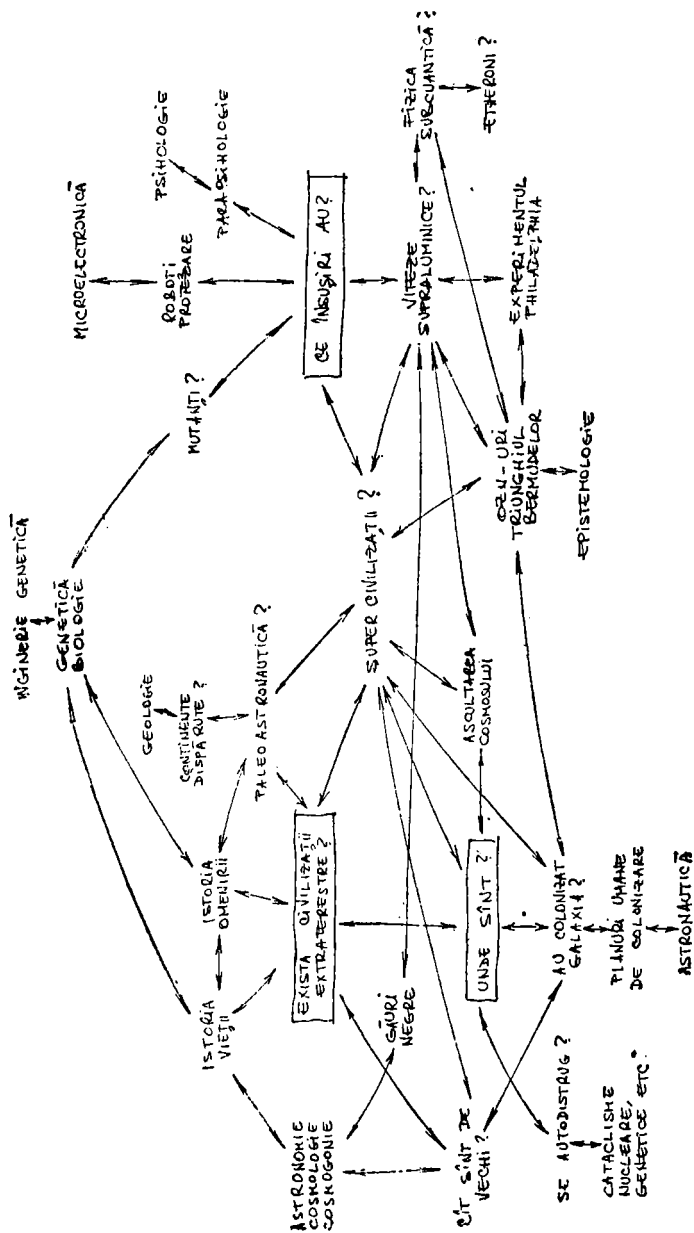 INGINERIE GENETICĂ
GENETICĂ
BIOLOGIE
MICROELECTRONICĂ
PSIHOLOGIE
PARAPSIHOLOGIE
ROBOȚI
PROTEZARE
MUTANȚI?
GEOLOGIE
CONTINENTE
DISPĂRUTE?
ISTORIA
VIEȚII
ISTORIA
OMENIRII
PALEOASTRONAUTICĂ?
ASTRONOMIE
COSMOLOGIE
COSMOGONIE
EXISTA CIVILIZAȚII
EXTRATERESTRE?
CE ÎNSUȘIRI AU?
SUPER CIVILIZAȚII?
GĂURI
NEGRE
VITEZE
SUPRALUMINICE?
FIZICA
SUBCUANTICĂ?
ETHERONI?
CÎT SÎNT DE
VECHI?
UNDE SÎNT?
ASCULTAREA
COSMOSULUI
OZN-URI
TRIUNGHIUL
BERMUDELOR
EXPERIMENTUL
PHILADELPHIA
SE AUTODISTRUG?
CATACLISME
NUCLEARE,
GENETICE ETC.
AU COLONIZAT
GALAXIA?
PLANURI UMANE
DE COLONIZARE
ASTRONAUTICĂ
EPISTEMOLOGIE